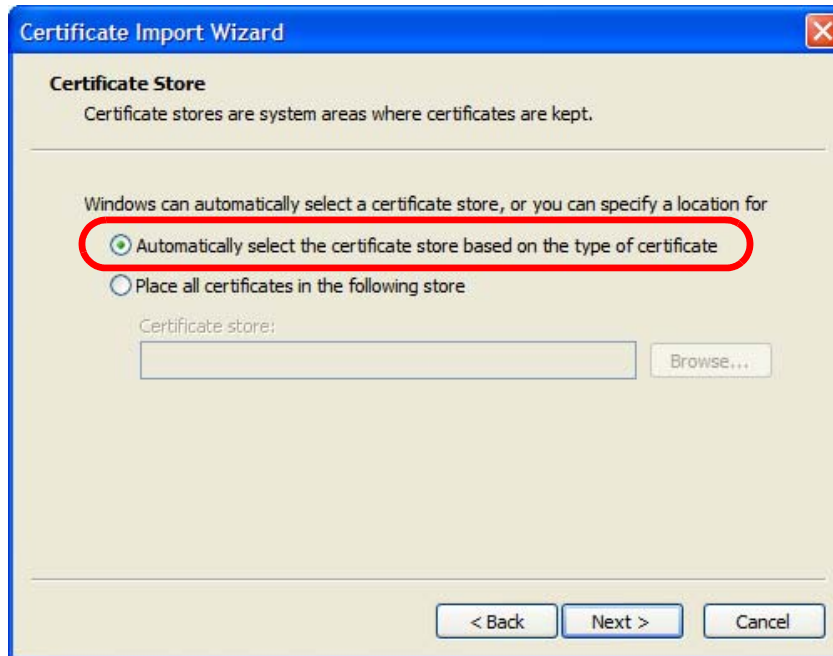 Certificate Import Wizard
Certificate Store
Certificate stores are system areas where certificates are kept.
Windows can automatically select a certificate store, or you can specify a location for
Automatically select the certificate store based on the type of certificate
Place all certificates in the following store
Certificate store:
Browse...
< Back Next > Cancel